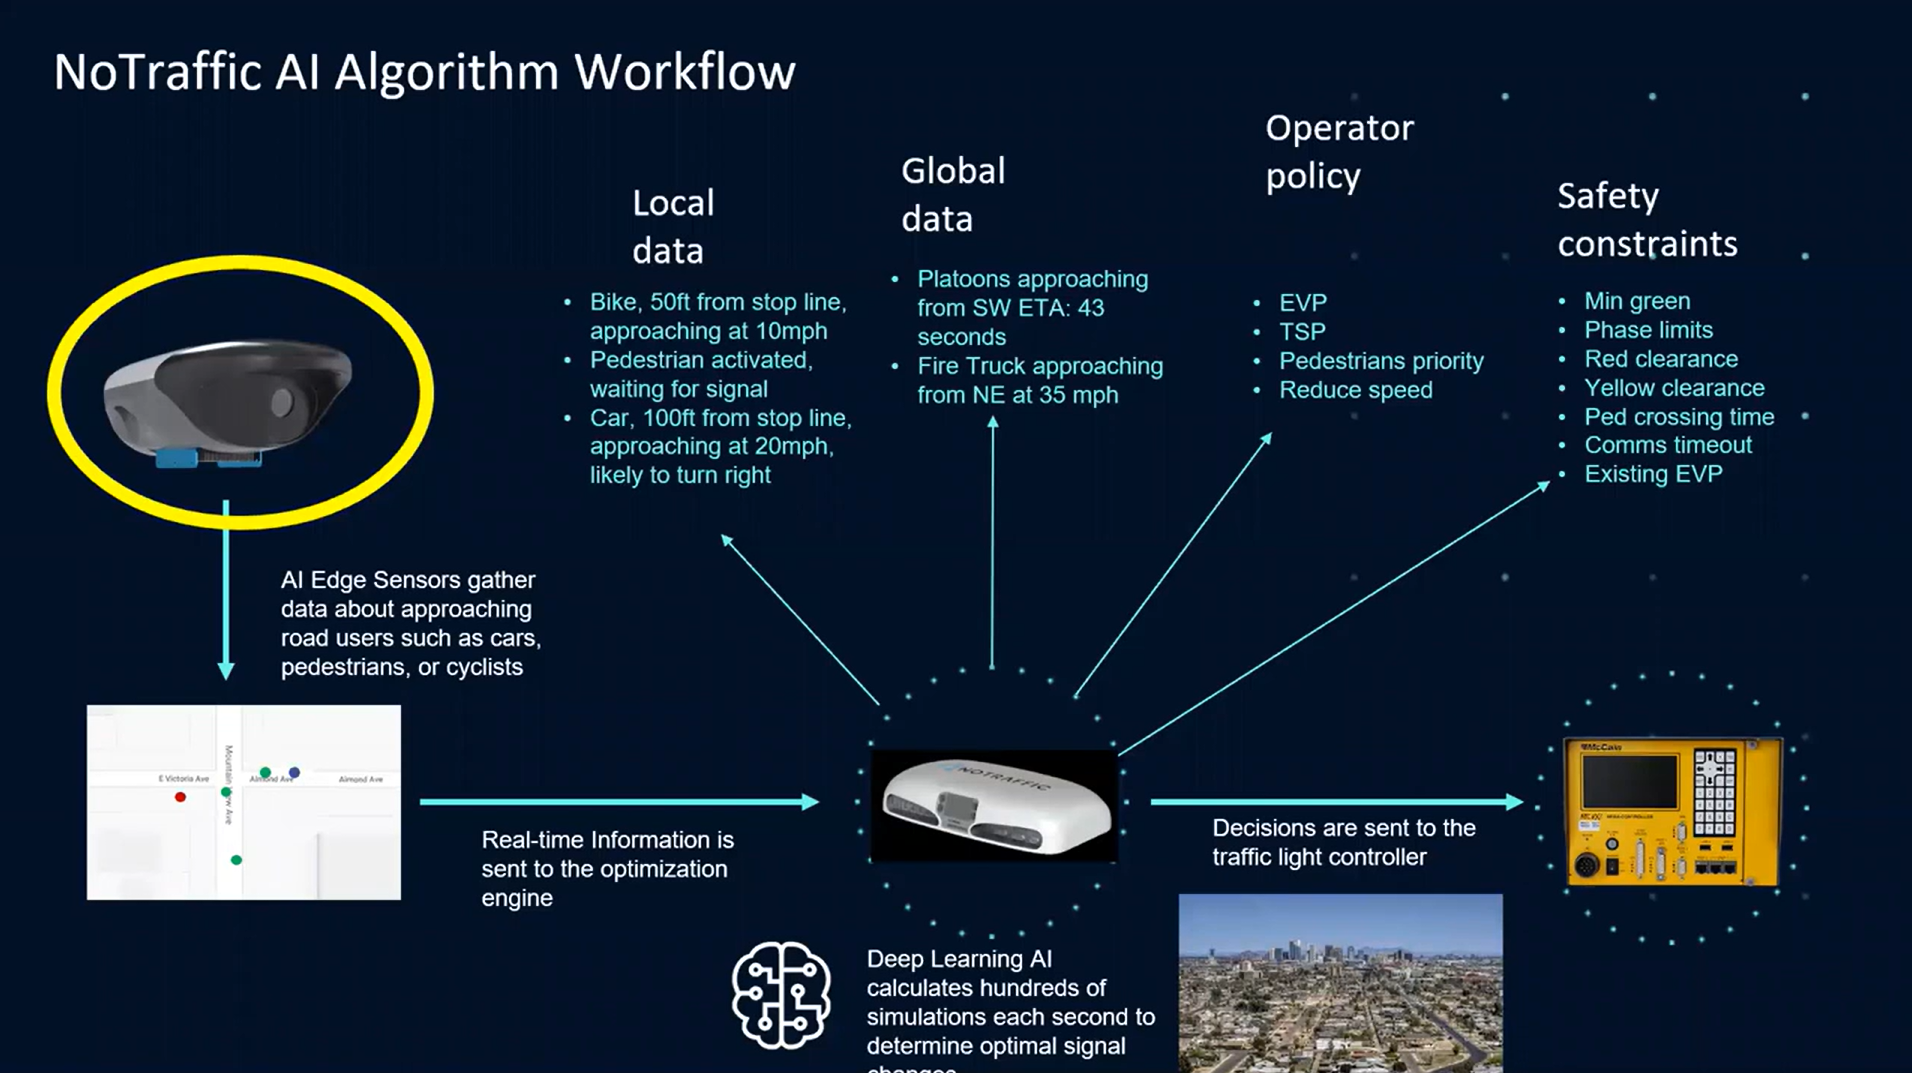 NoTraffic AI Algorithm Workflow
Local
data
• Bike, 50ft from stop line,
approaching at 10mph
• Pedestrian activated,
waiting for signal
• Car, 100ft from stop line,
approaching at 20mph,
likely to turn right
Global
data
• Platoons approaching
from SW ETA: 43
seconds
• Fire Truck approaching
from NE at 35 mph
Operator
policy
• EVP
• TSP
• Pedestrians priority
• Reduce speed
Safety
constraints
• Min green
• Phase limits
• Red clearance
• Yellow clearance
• Ped crossing time
• Comms timeout
• Existing EVP
AI Edge Sensors gather
data about approaching
road users such as cars,
pedestrians, or cyclists
E Victoria Ave
Mountain View Ave
Almond Ave
Almond Ave
Real-time Information is
sent to the optimization
engine
NOTRAFFIC
Decisions are sent to the
traffic light controller
McCain
Deep Learning AI
calculates hundreds of
simulations each second to
determine optimal signal
changes